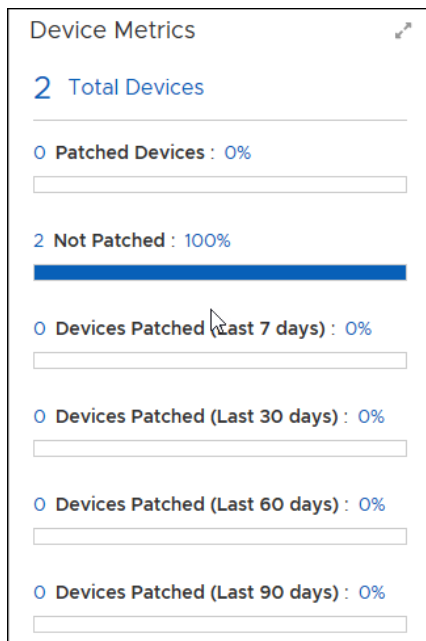 Device Metrics
2 Total Devices
0 Patched Devices : 0%
2 Not Patched : 100%
0 Devices Patched (Last 7 days) : 0%
0 Devices Patched (Last 30 days) : 0%
0 Devices Patched (Last 60 days) : 0%
0 Devices Patched (Last 90 days) : 0%